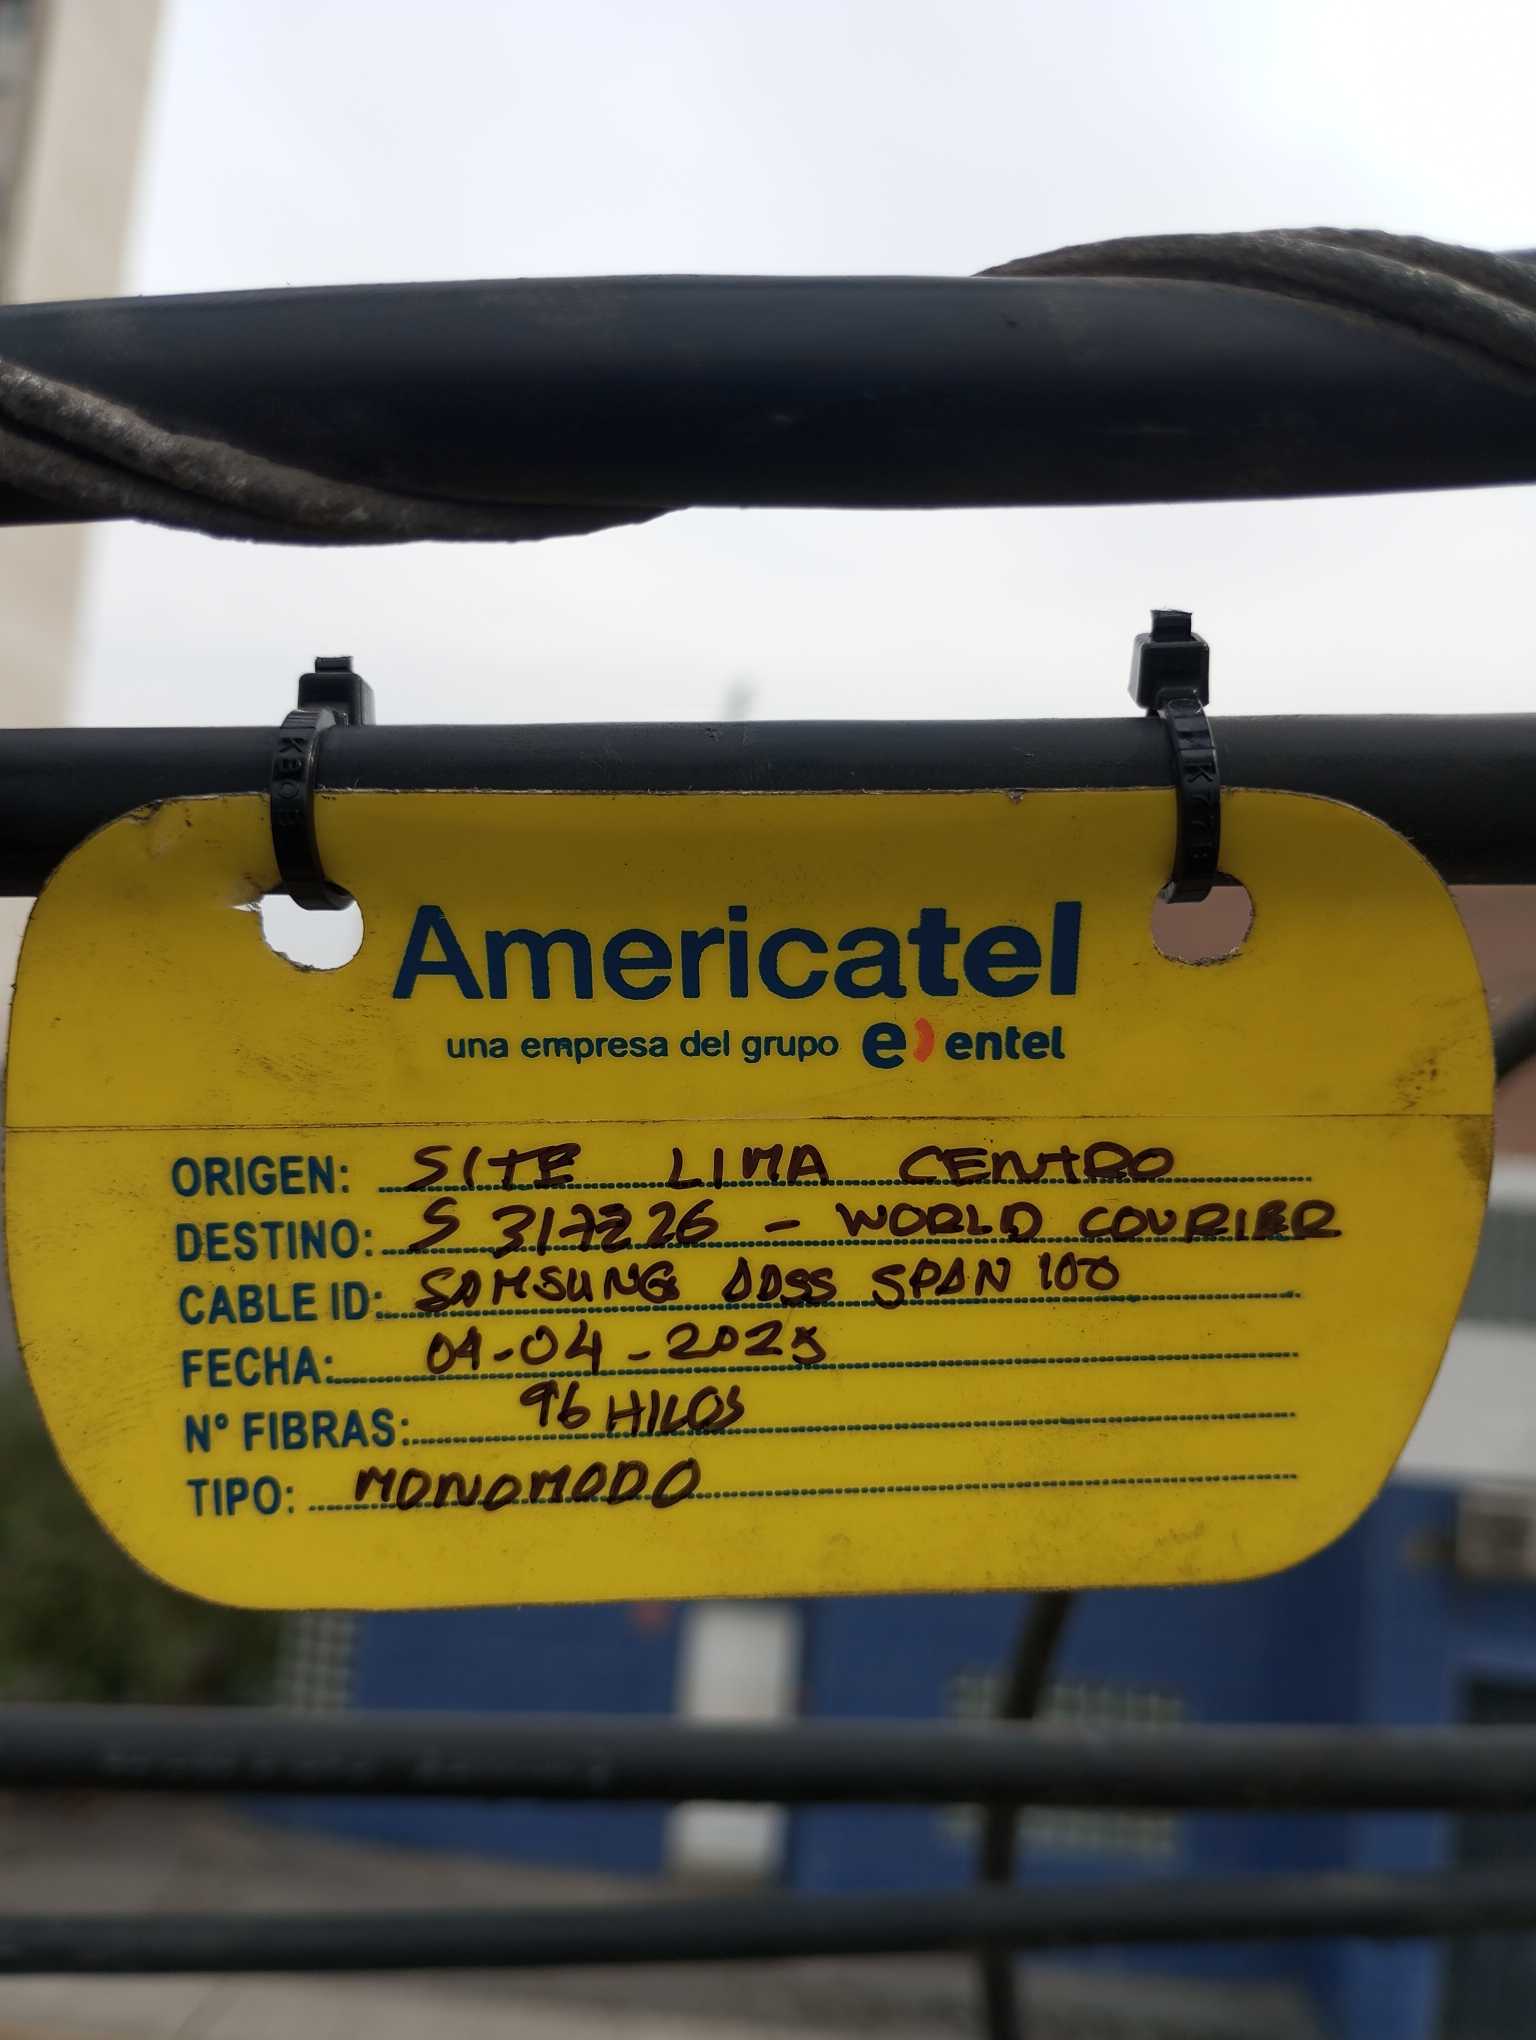 Americatel
una empresa del grupo e) entel
ORIGEN: SITE LIMA CENTRO
DESTINO: S 317226 - WORLD COURIER
CABLE ID: SAMSUNG ADSS SPAN 100
FECHA: 04-04-2025
N° FIBRAS: 96 HILOS
TIPO: MONOMODO